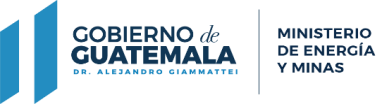 GOBIERNO de
GUATEMALA
DR. ALEJANDRO GIAMMATTEI
MINISTERIO
DE ENERGÍA
Y MINAS